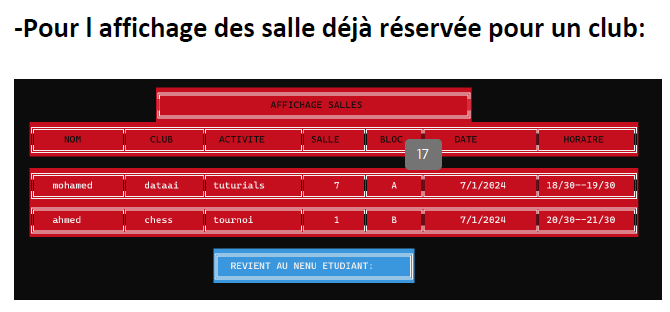 -Pour l affichage des salle déjà réservée pour un club:
AFFICHAGE SALLES
NOM CLUB ACTIVITE SALLE BLOC DATE HORAIRE
17
mohamed dataai tuturials 7 A 7/1/2024 18/30--19/30
ahmed chess tournoi 1 B 7/1/2024 20/30--21/30
REVIENT AU NENU ETUDIANT: